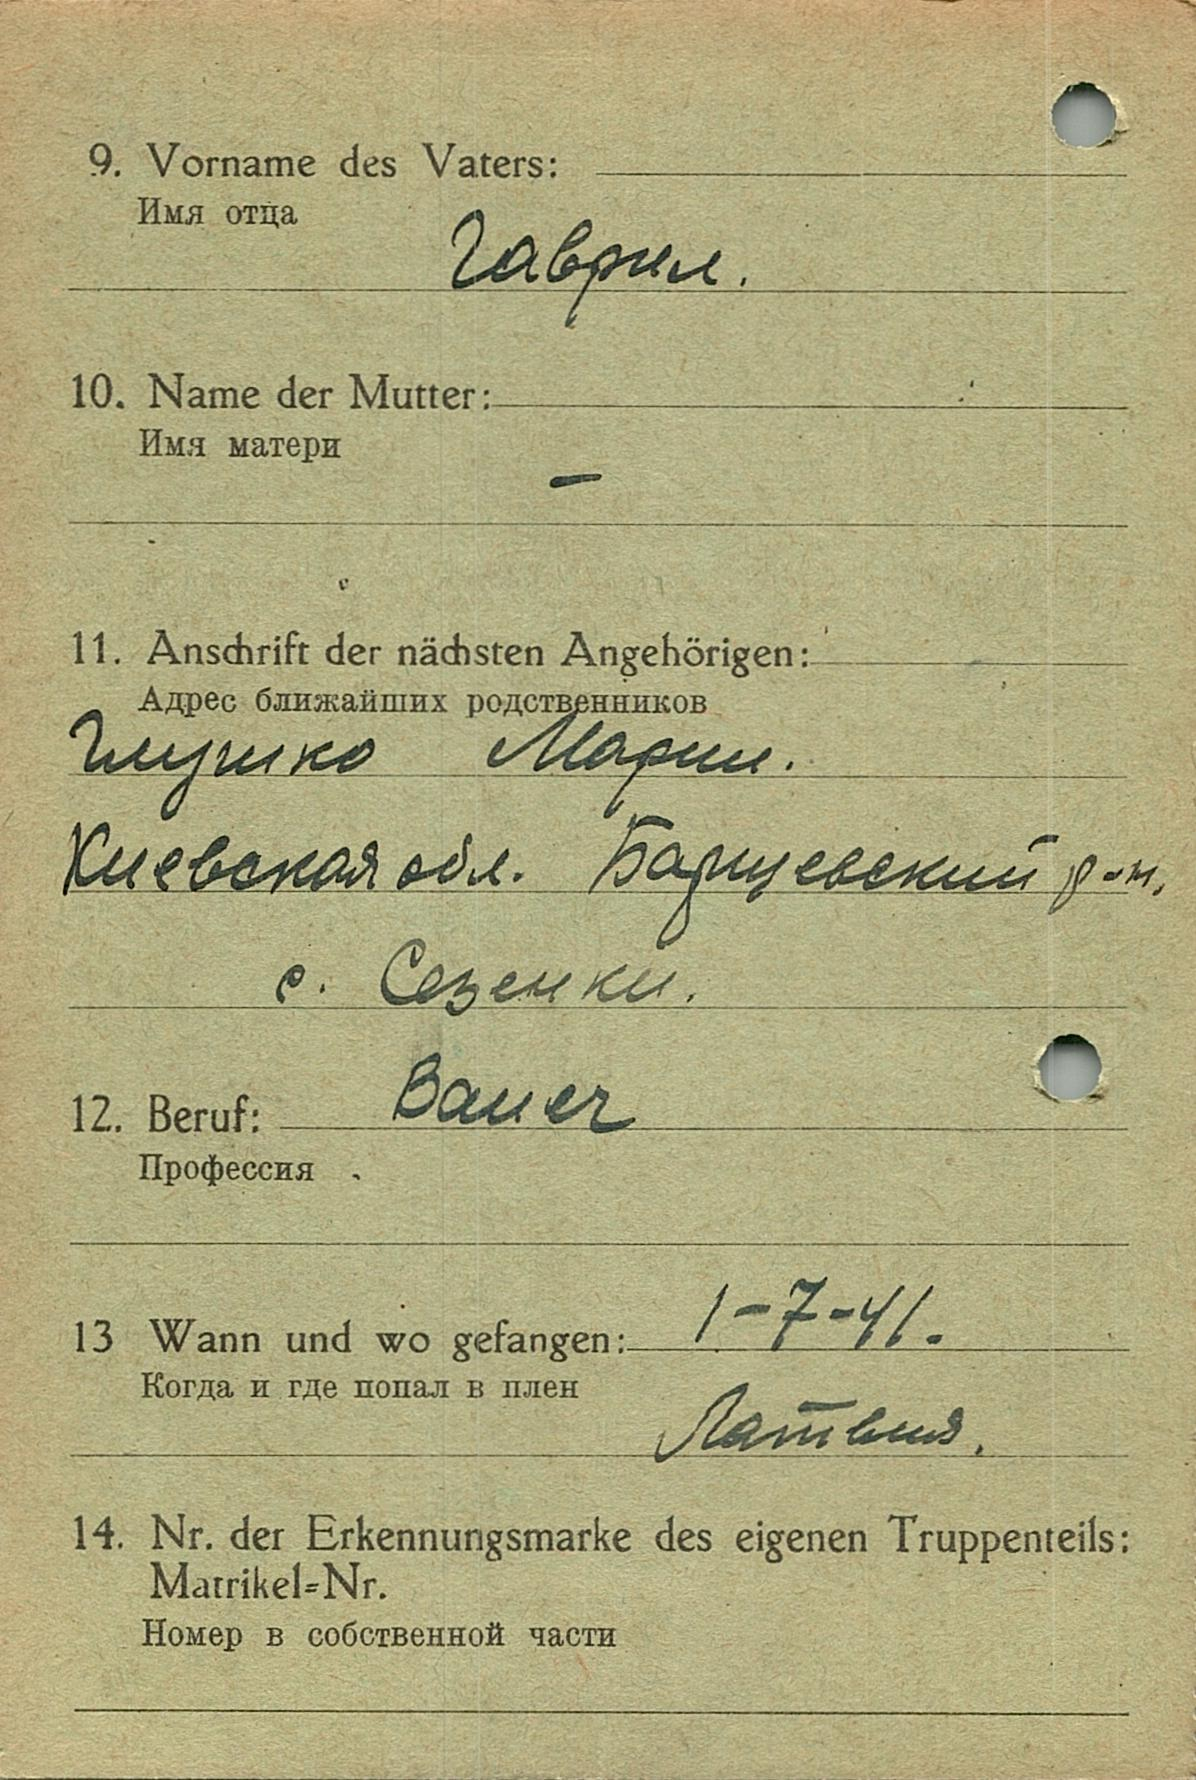 9. Vorname des Vaters:
Имя отца
Гаврил.
10. Name der Mutter:
Имя матери
–
11. Anschrift der nächsten Angehörigen:
Адрес ближайших родственников
Глушко Марии.
Киевская обл. Барышевский р-н,
с. Сезенки.
12. Beruf: Bauer
Профессия
13 Wann und wo gefangen: 1-7-41.
Когда и где попал в плен
Латвия.
14. Nr. der Erkennungsmarke des eigenen Truppenteils:
Matrikel=Nr.
Номер в собственной части